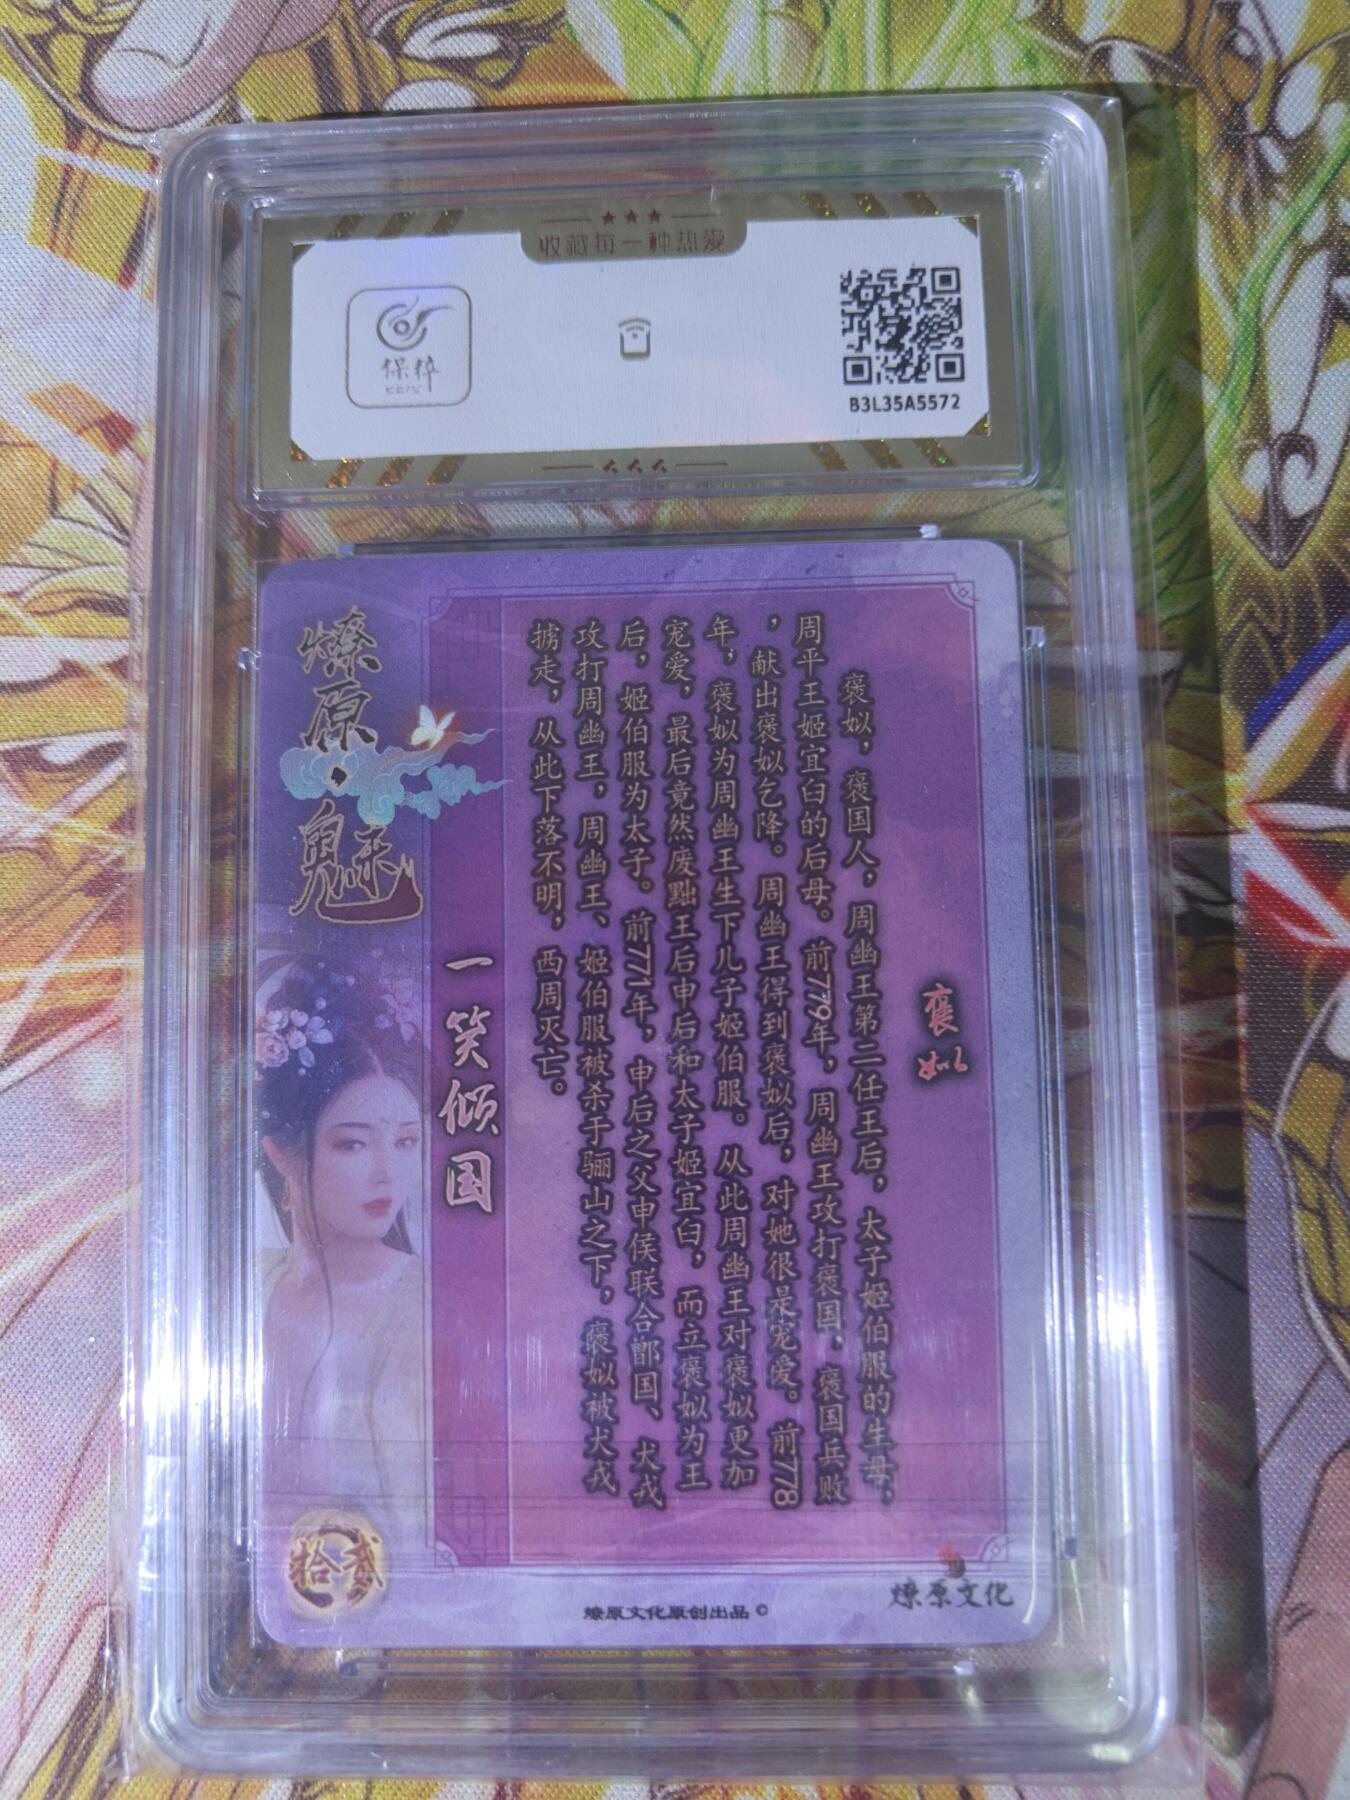 收藏每一种热爱
保粹
B3L35A5572
燎原·魅
褒姒
褒姒，褒国人，周幽王第二任王后，太子姬伯服的生母，
周平王姬宜臼的后母。前779年，周幽王攻打褒国，褒国兵败
，献出褒姒乞降。周幽王得到褒姒后，对她很是宠爱。前778
年，褒姒为周幽王生下儿子姬伯服。从此周幽王对褒姒更加
宠爱，最后竟然废黜王后申后和太子姬宜臼，而立褒姒为王
后，姬伯服为太子。前771年，申后之父申侯联合鄫国、犬戎
攻打周幽王，周幽王、姬伯服被杀于骊山之下，褒姒被犬戎
掳走，从此下落不明，西周灭亡。
一笑倾国
拾贰
燎原文化原创出品©
燎原文化